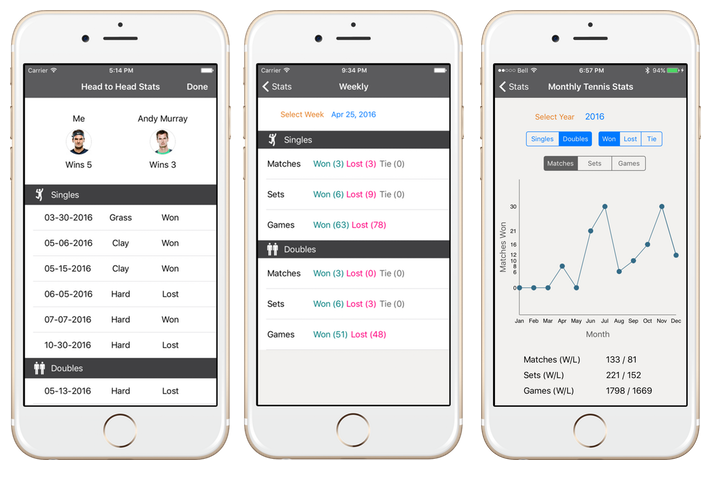 Carrier 5:14 PM
Head to Head Stats Done
Me Andy Murray
Wins 5 Wins 3
Singles
03-30-2016 Grass Won
05-06-2016 Clay Won
05-15-2016 Clay Won
06-05-2016 Hard Lost
07-07-2016 Hard Won
10-30-2016 Hard Lost
Doubles
05-13-2016 Hard Lost
Carrier 9:34 PM
Stats Weekly
Select Week Apr 25, 2016
Singles
Matches Won (3) Lost (3) Tie (0)
Sets Won (6) Lost (9) Tie (0)
Games Won (63) Lost (78)
Doubles
Matches Won (3) Lost (0) Tie (0)
Sets Won (6) Lost (3) Tie (0)
Games Won (51) Lost (48)
Bell 6:57 PM 94%
Stats Monthly Tennis Stats
Select Year 2016
Singles Doubles Won Lost Tie
Matches Sets Games
Matches Won
30
21
16
12
10
8
6
0
Jan Feb Mar Apr May Jun Jul Aug Sep Oct Nov Dec
Month
Matches (W/L) 133 / 81
Sets (W/L) 221 / 152
Games (W/L) 1798 / 1669